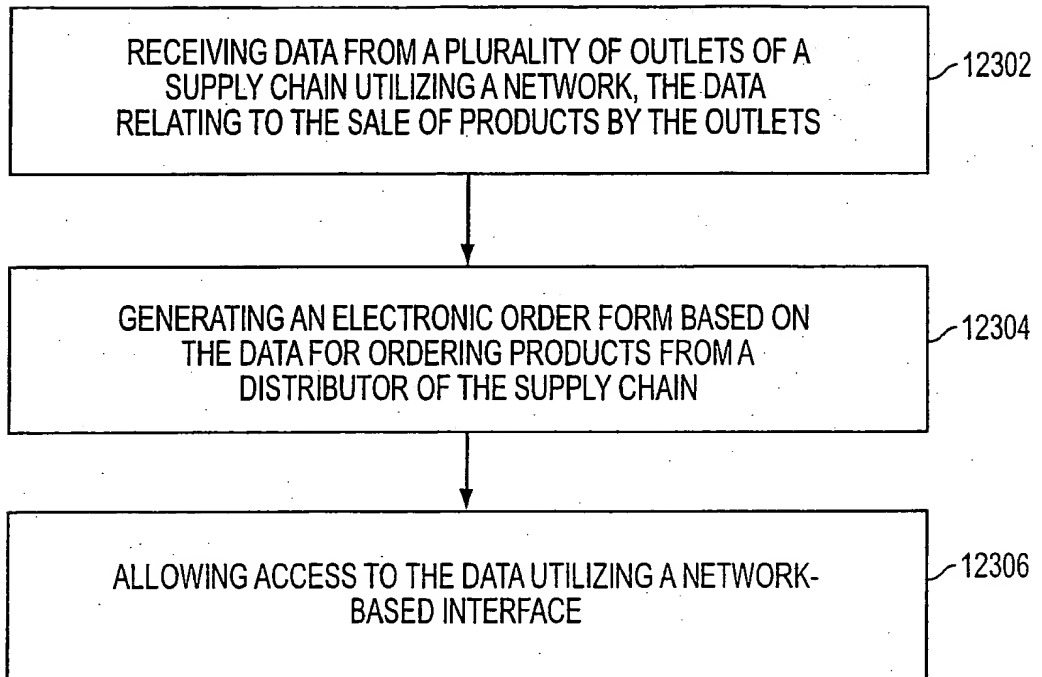 RECEIVING DATA FROM A PLURALITY OF OUTLETS OF A
SUPPLY CHAIN UTILIZING A NETWORK, THE DATA
RELATING TO THE SALE OF PRODUCTS BY THE OUTLETS
12302
GENERATING AN ELECTRONIC ORDER FORM BASED ON
THE DATA FOR ORDERING PRODUCTS FROM A
DISTRIBUTOR OF THE SUPPLY CHAIN
12304
ALLOWING ACCESS TO THE DATA UTILIZING A NETWORK-
BASED INTERFACE
12306